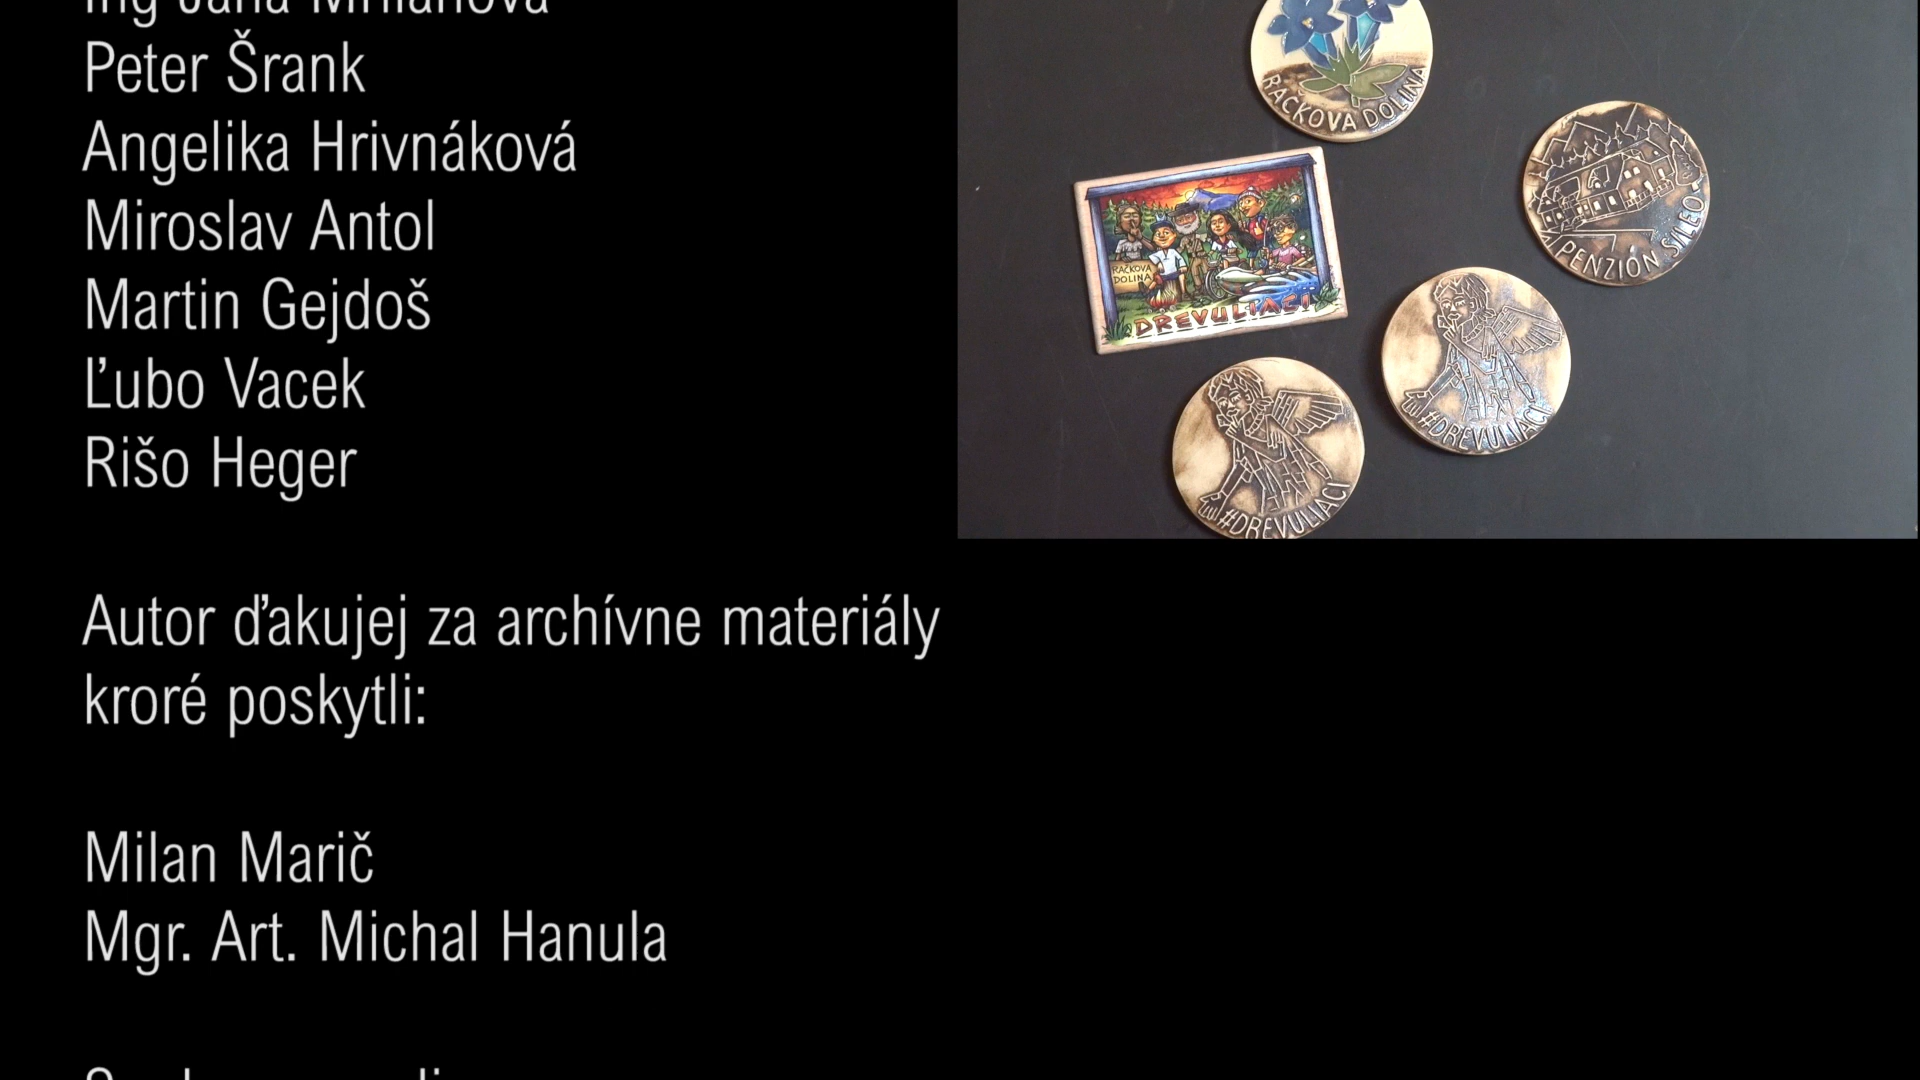 Peter Šrank
Angelika Hrivnáková
Miroslav Antol
Martin Gejdoš
Ľubo Vacek
Rišo Heger
Autor ďakujej za archívne materiály
kroré poskytli:
Milan Marič
Mgr. Art. Michal Hanula
RAČKOVA DOLINA
PENZIÓN SILEO
RAČKOVA
DOLINA
DREVULIACI
#DREVULIACI
#DREVULIACI